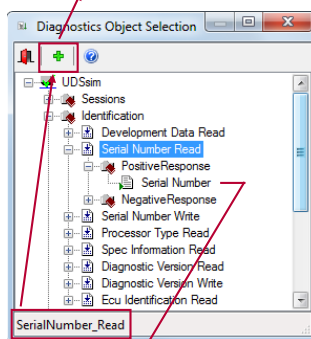 Diagnostics Object Selection
UDSsim
Sessions
Identification
Development Data Read
Serial Number Read
PositiveResponse
Serial Number
NegativeResponse
Serial Number Write
Processor Type Read
Spec Information Read
Diagnostic Version Read
Diagnostic Version Write
Ecu Identification Read
SerialNumber_Read